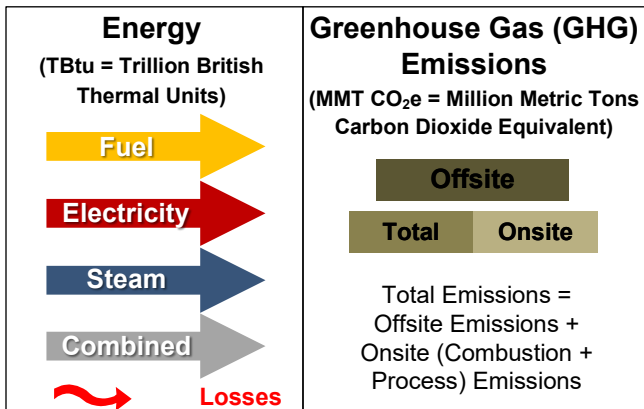 Energy
(TBtu = Trillion British
Thermal Units)
Fuel
Electricity
Steam
Combined
Losses
Greenhouse Gas (GHG)
Emissions
(MMT CO₂e = Million Metric Tons
Carbon Dioxide Equivalent)
Offsite
Total Onsite
Total Emissions =
Offsite Emissions +
Onsite (Combustion +
Process) Emissions